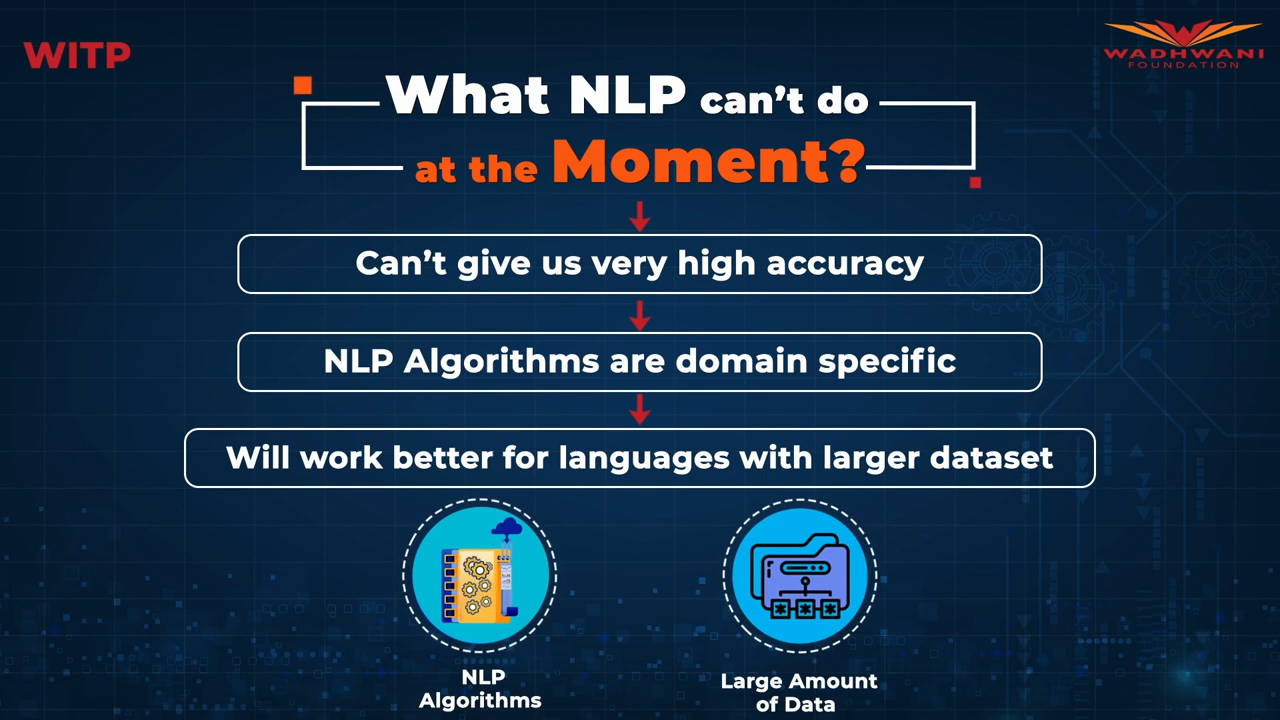 WITP
WADHWANI
FOUNDATION
What NLP can't do
at the Moment?
Can't give us very high accuracy
NLP Algorithms are domain specific
Will work better for languages with larger dataset
NLP
Algorithms
Large Amount
of Data